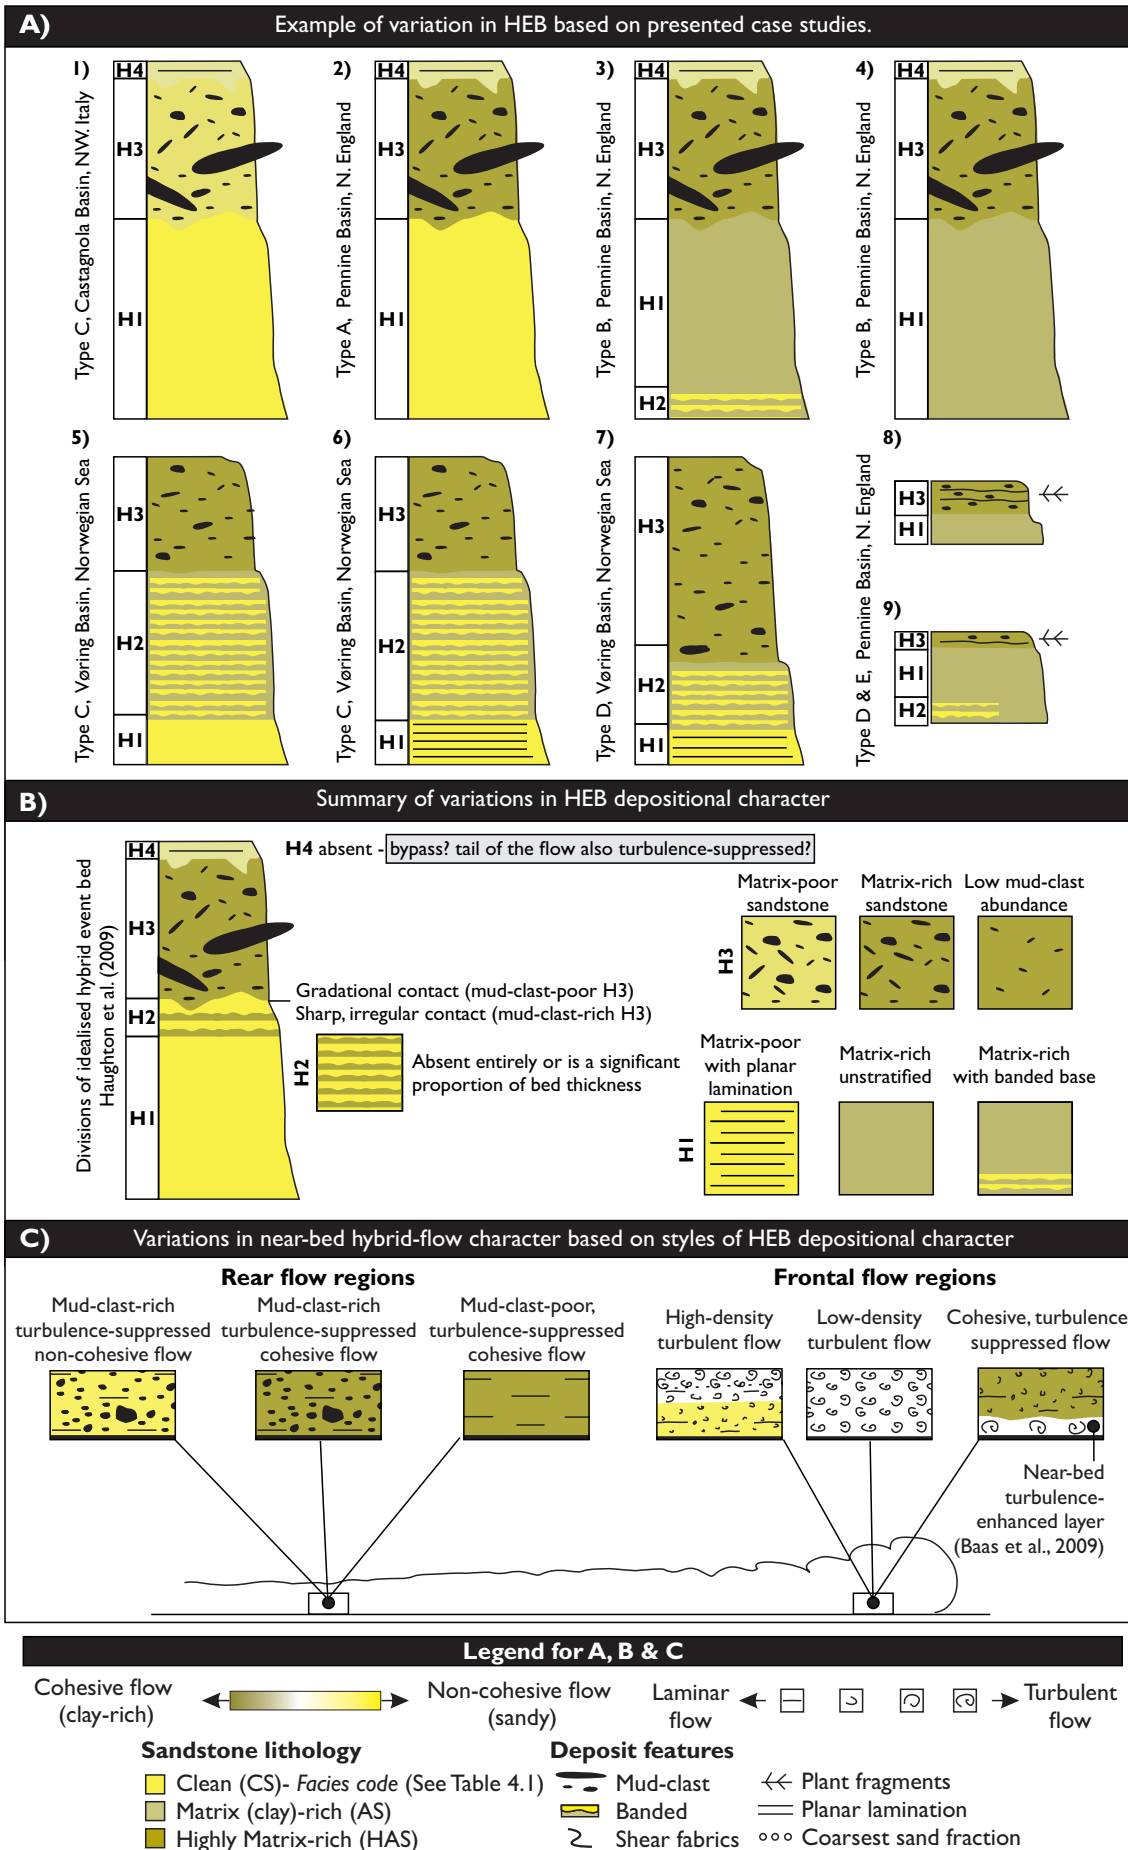 A)
Example of variation in HEB based on presented case studies.
1)
Type C, Castagnola Basin, NW. Italy
H4
H3
H1
2)
Type A, Pennine Basin, N. England
H4
H3
H1
3)
Type B, Pennine Basin, N. England
H4
H3
H1
H2
4)
Type B, Pennine Basin, N. England
H4
H3
H1
5)
Type C, Vøring Basin, Norwegian Sea
H3
H2
H1
6)
Type C, Vøring Basin, Norwegian Sea
H3
H2
H1
7)
Type D, Vøring Basin, Norwegian Sea
H3
H2
H1
Type D & E, Pennine Basin, N. England
8)
H3
H1
9)
H3
H1
H2
B)
Summary of variations in HEB depositional character
Divisions of idealised hybrid event bed
Haughton et al. (2009)
H4
H3
H2
H1
H4 absent - bypass? tail of the flow also turbulence-suppressed?
Gradational contact (mud-clast-poor H3)
Sharp, irregular contact (mud-clast-rich H3)
H2
Absent entirely or is a significant
proportion of bed thickness
H3
Matrix-poor
sandstone
Matrix-rich
sandstone
Low mud-clast
abundance
H1
Matrix-poor
with planar
lamination
Matrix-rich
unstratified
Matrix-rich
with banded base
C)
Variations in near-bed hybrid-flow character based on styles of HEB depositional character
Rear flow regions
Mud-clast-rich
turbulence-suppressed
non-cohesive flow
Mud-clast-rich
turbulence-suppressed
cohesive flow
Mud-clast-poor,
turbulence-suppressed
cohesive flow
Frontal flow regions
High-density
turbulent flow
Low-density
turbulent flow
Cohesive, turbulence
suppressed flow
Near-bed
turbulence-
enhanced layer
(Baas et al., 2009)
Legend for A, B & C
Cohesive flow
(clay-rich)
Non-cohesive flow
(sandy)
Laminar
flow
Turbulent
flow
Sandstone lithology
Clean (CS)- Facies code (See Table 4.1)
Matrix (clay)-rich (AS)
Highly Matrix-rich (HAS)
Deposit features
Mud-clast
Banded
Shear fabrics
Plant fragments
Planar lamination
Coarsest sand fraction